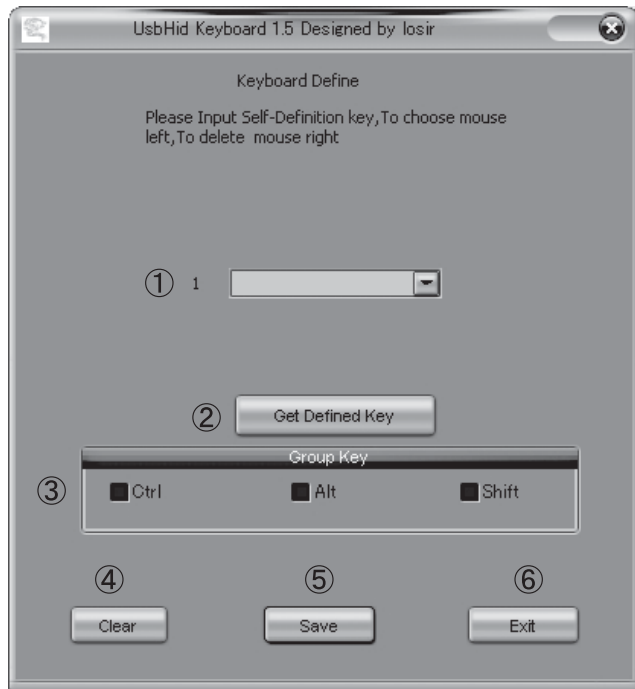 UsbHid Keyboard 1.5 Designed by losir
Keyboard Define
Please Input Self-Definition key,To choose mouse
left,To delete mouse right
① 1
② Get Defined Key
Group Key
③ Ctrl Alt Shift
④ ⑤ ⑥
Clear Save Exit